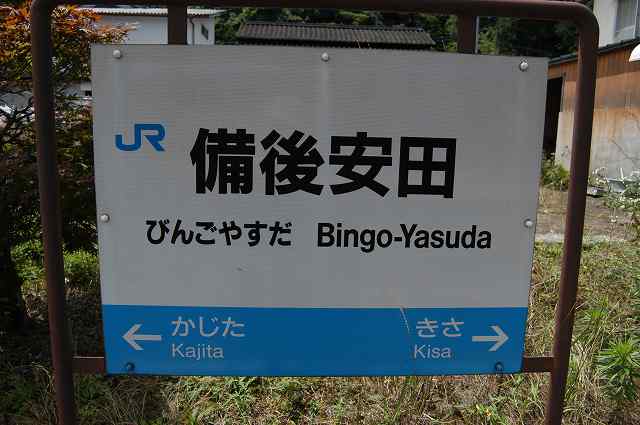 JR
備後安田
びんごやすだ Bingo-Yasuda
← かじた きさ →
Kajita Kisa